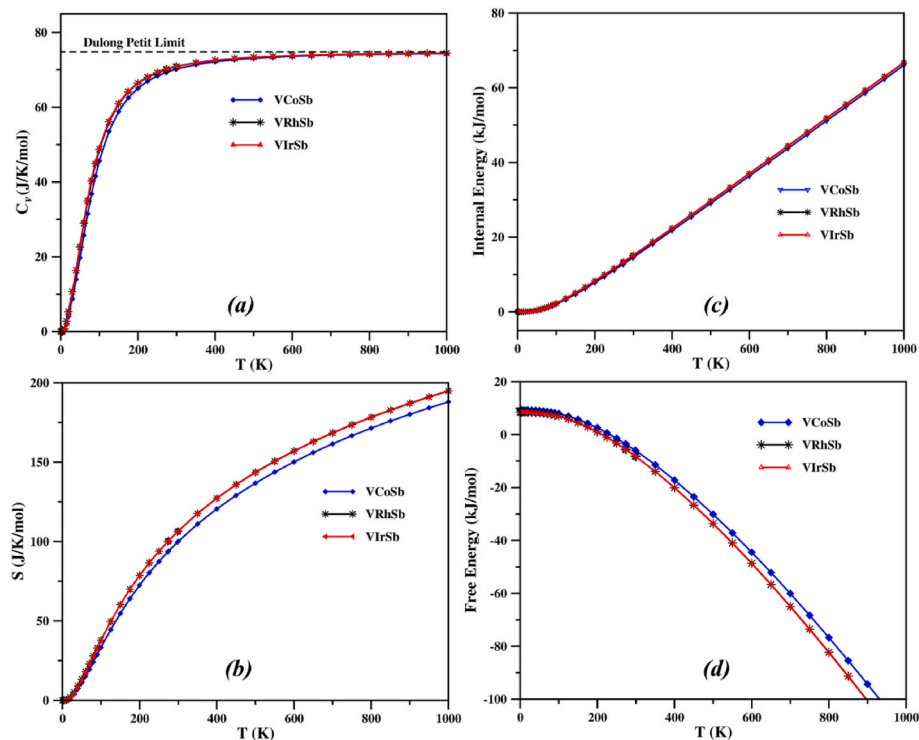 80
Dulong Petit Limit
60
40
20
0
Cv (J/K/mol)
VCoSb
VRhSb
VIrSb
(a)
0 200 400 600 800 1000
T (K)
80
60
40
20
0
Internal Energy (kJ/mol)
VCoSb
VRhSb
VIrSb
(c)
0 200 400 600 800 1000
T (K)
200
150
100
50
0
S (J/K/mol)
VCoSb
VRhSb
VIrSb
(b)
0 200 400 600 800 1000
T (K)
20
0
-20
-40
-60
-80
-100
Free Energy (kJ/mol)
VCoSb
VRhSb
VIrSb
(d)
0 200 400 600 800 1000
T (K)